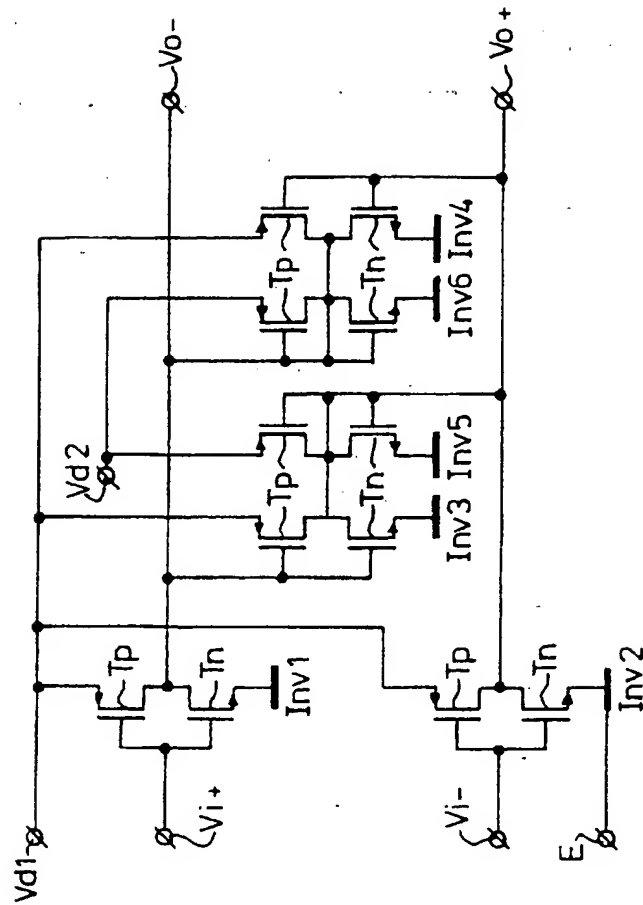 Vd1
Vi+
Tp
Tn
Inv1
Vi-
Tp
Tn
Inv2
E
Vd2
Tp
Tn
Inv3
Inv5
Tp
Tn
Inv6
Inv4
Vo-
Vo+